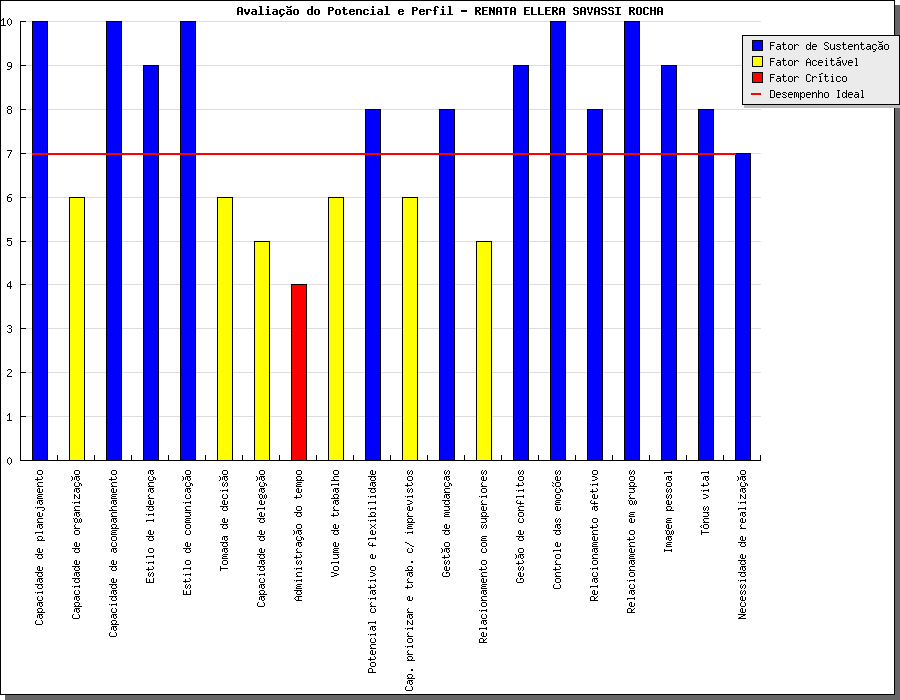 Avaliação do Potencial e Perfil - RENATA ELLERA SAVASSI ROCHA
Fator de Sustentação
Fator Aceitável
Fator Crítico
Desempenho Ideal
10
9
8
7
6
5
4
3
2
1
0
Capacidade de planejamento
Capacidade de organização
Capacidade de acompanhamento
Estilo de liderança
Estilo de comunicação
Tomada de decisão
Capacidade de delegação
Administração do tempo
Volume de trabalho
Potencial criativo e flexibilidade
Cap. priorizar e trab. c/ imprevistos
Gestão de mudanças
Relacionamento com superiores
Gestão de conflitos
Controle das emoções
Relacionamento afetivo
Relacionamento em grupos
Imagem pessoal
Tônus vital
Necessidade de realização